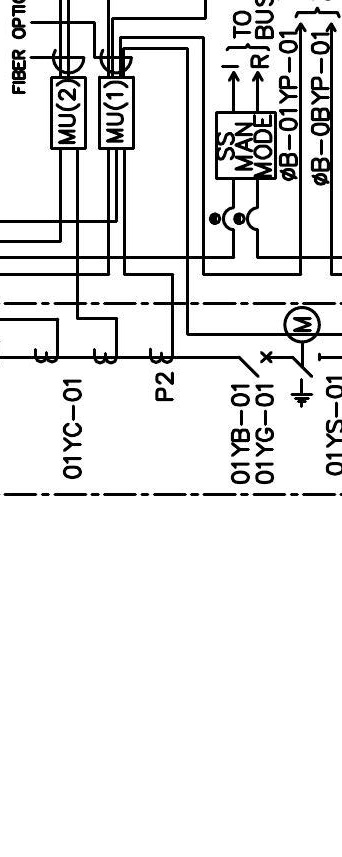 FIBER OPTI
MU(2)
MU(1)
I
R
TO
BUS
SS
MAN
MODE
ØB-01YP-01
ØB-0BYP-01
M
01YC-01
P2
01YB-01
01YG-01
01YS-01